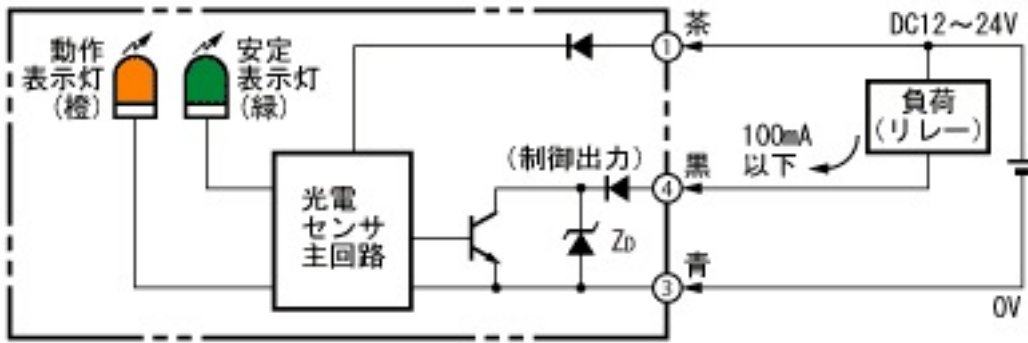 動作
表示灯
(橙)
安定
表示灯
(緑)
光電
センサ
主回路
(制御出力)
ZD
1
茶
4
黒
3
青
100mA
以下
DC12～24V
負荷
(リレー)
0V